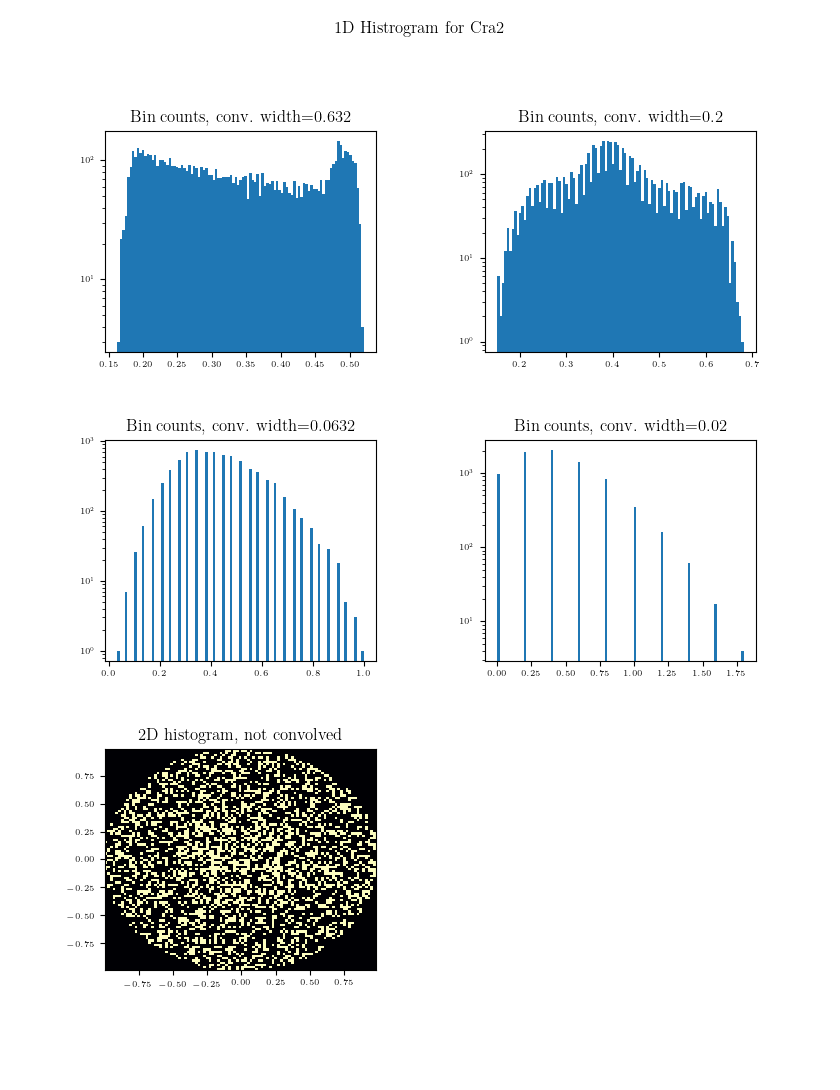 1D Histrogram for Cra2
Bin counts, conv. width=0.632
10²
10¹
0.15 0.20 0.25 0.30 0.35 0.40 0.45 0.50
Bin counts, conv. width=0.2
10²
10¹
10⁰
0.2 0.3 0.4 0.5 0.6 0.7
Bin counts, conv. width=0.0632
10³
10²
10¹
10⁰
0.0 0.2 0.4 0.6 0.8 1.0
Bin counts, conv. width=0.02
10³
10²
10¹
0.00 0.25 0.50 0.75 1.00 1.25 1.50 1.75
2D histogram, not convolved
0.75
0.50
0.25
0.00
−0.25
−0.50
−0.75
−0.75 −0.50 −0.25 0.00 0.25 0.50 0.75